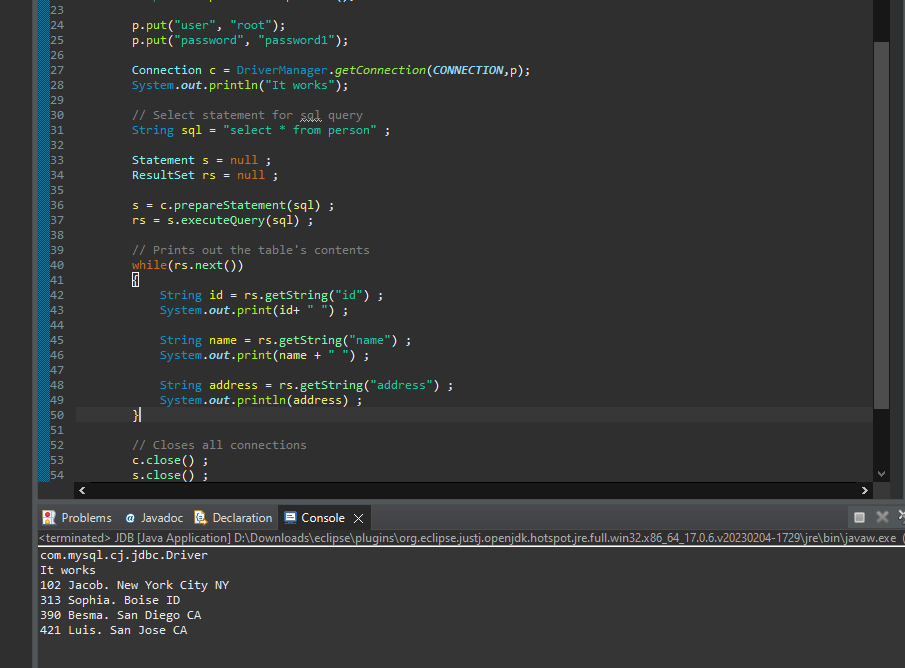 23
24 p.put("user", "root");
25 p.put("password", "password1");
26
27 Connection c = DriverManager.getConnection(CONNECTION,p);
28 System.out.println("It works");
29
30 // Select statement for sql query
31 String sql = "select * from person" ;
32
33 Statement s = null ;
34
ResultSet rs = null ;
35
36 s = c.prepareStatement(sql) ;
37 rs = s.executeQuery(sql) ;
38
39 // Prints out the table's contents
40 while(rs.next())
41 {
42 String id = rs.getString("id") ;
43 System.out.print(id+ " ") ;
44
45 String name = rs.getString("name") ;
46 System.out.print(name + " ") ;
47
48 String address = rs.getString("address") ;
49 System.out.println(address) ;
50 }
51
52 // Closes all connections
53 c.close() ;
54 s.close() ;
Problems Javadoc Declaration Console
<terminated> JDB [Java Application] D:\Downloads\eclipse\plugins\org.eclipse.justj.openjdk.hotspot.jre.full.win32.x86_64_17.0.6.v20230204-1729\jre\bin\javaw.exe (
com.mysql.cj.jdbc.Driver
It works
102 Jacob. New York City NY
313 Sophia. Boise ID
390 Besma. San Diego CA
421 Luis. San Jose CA